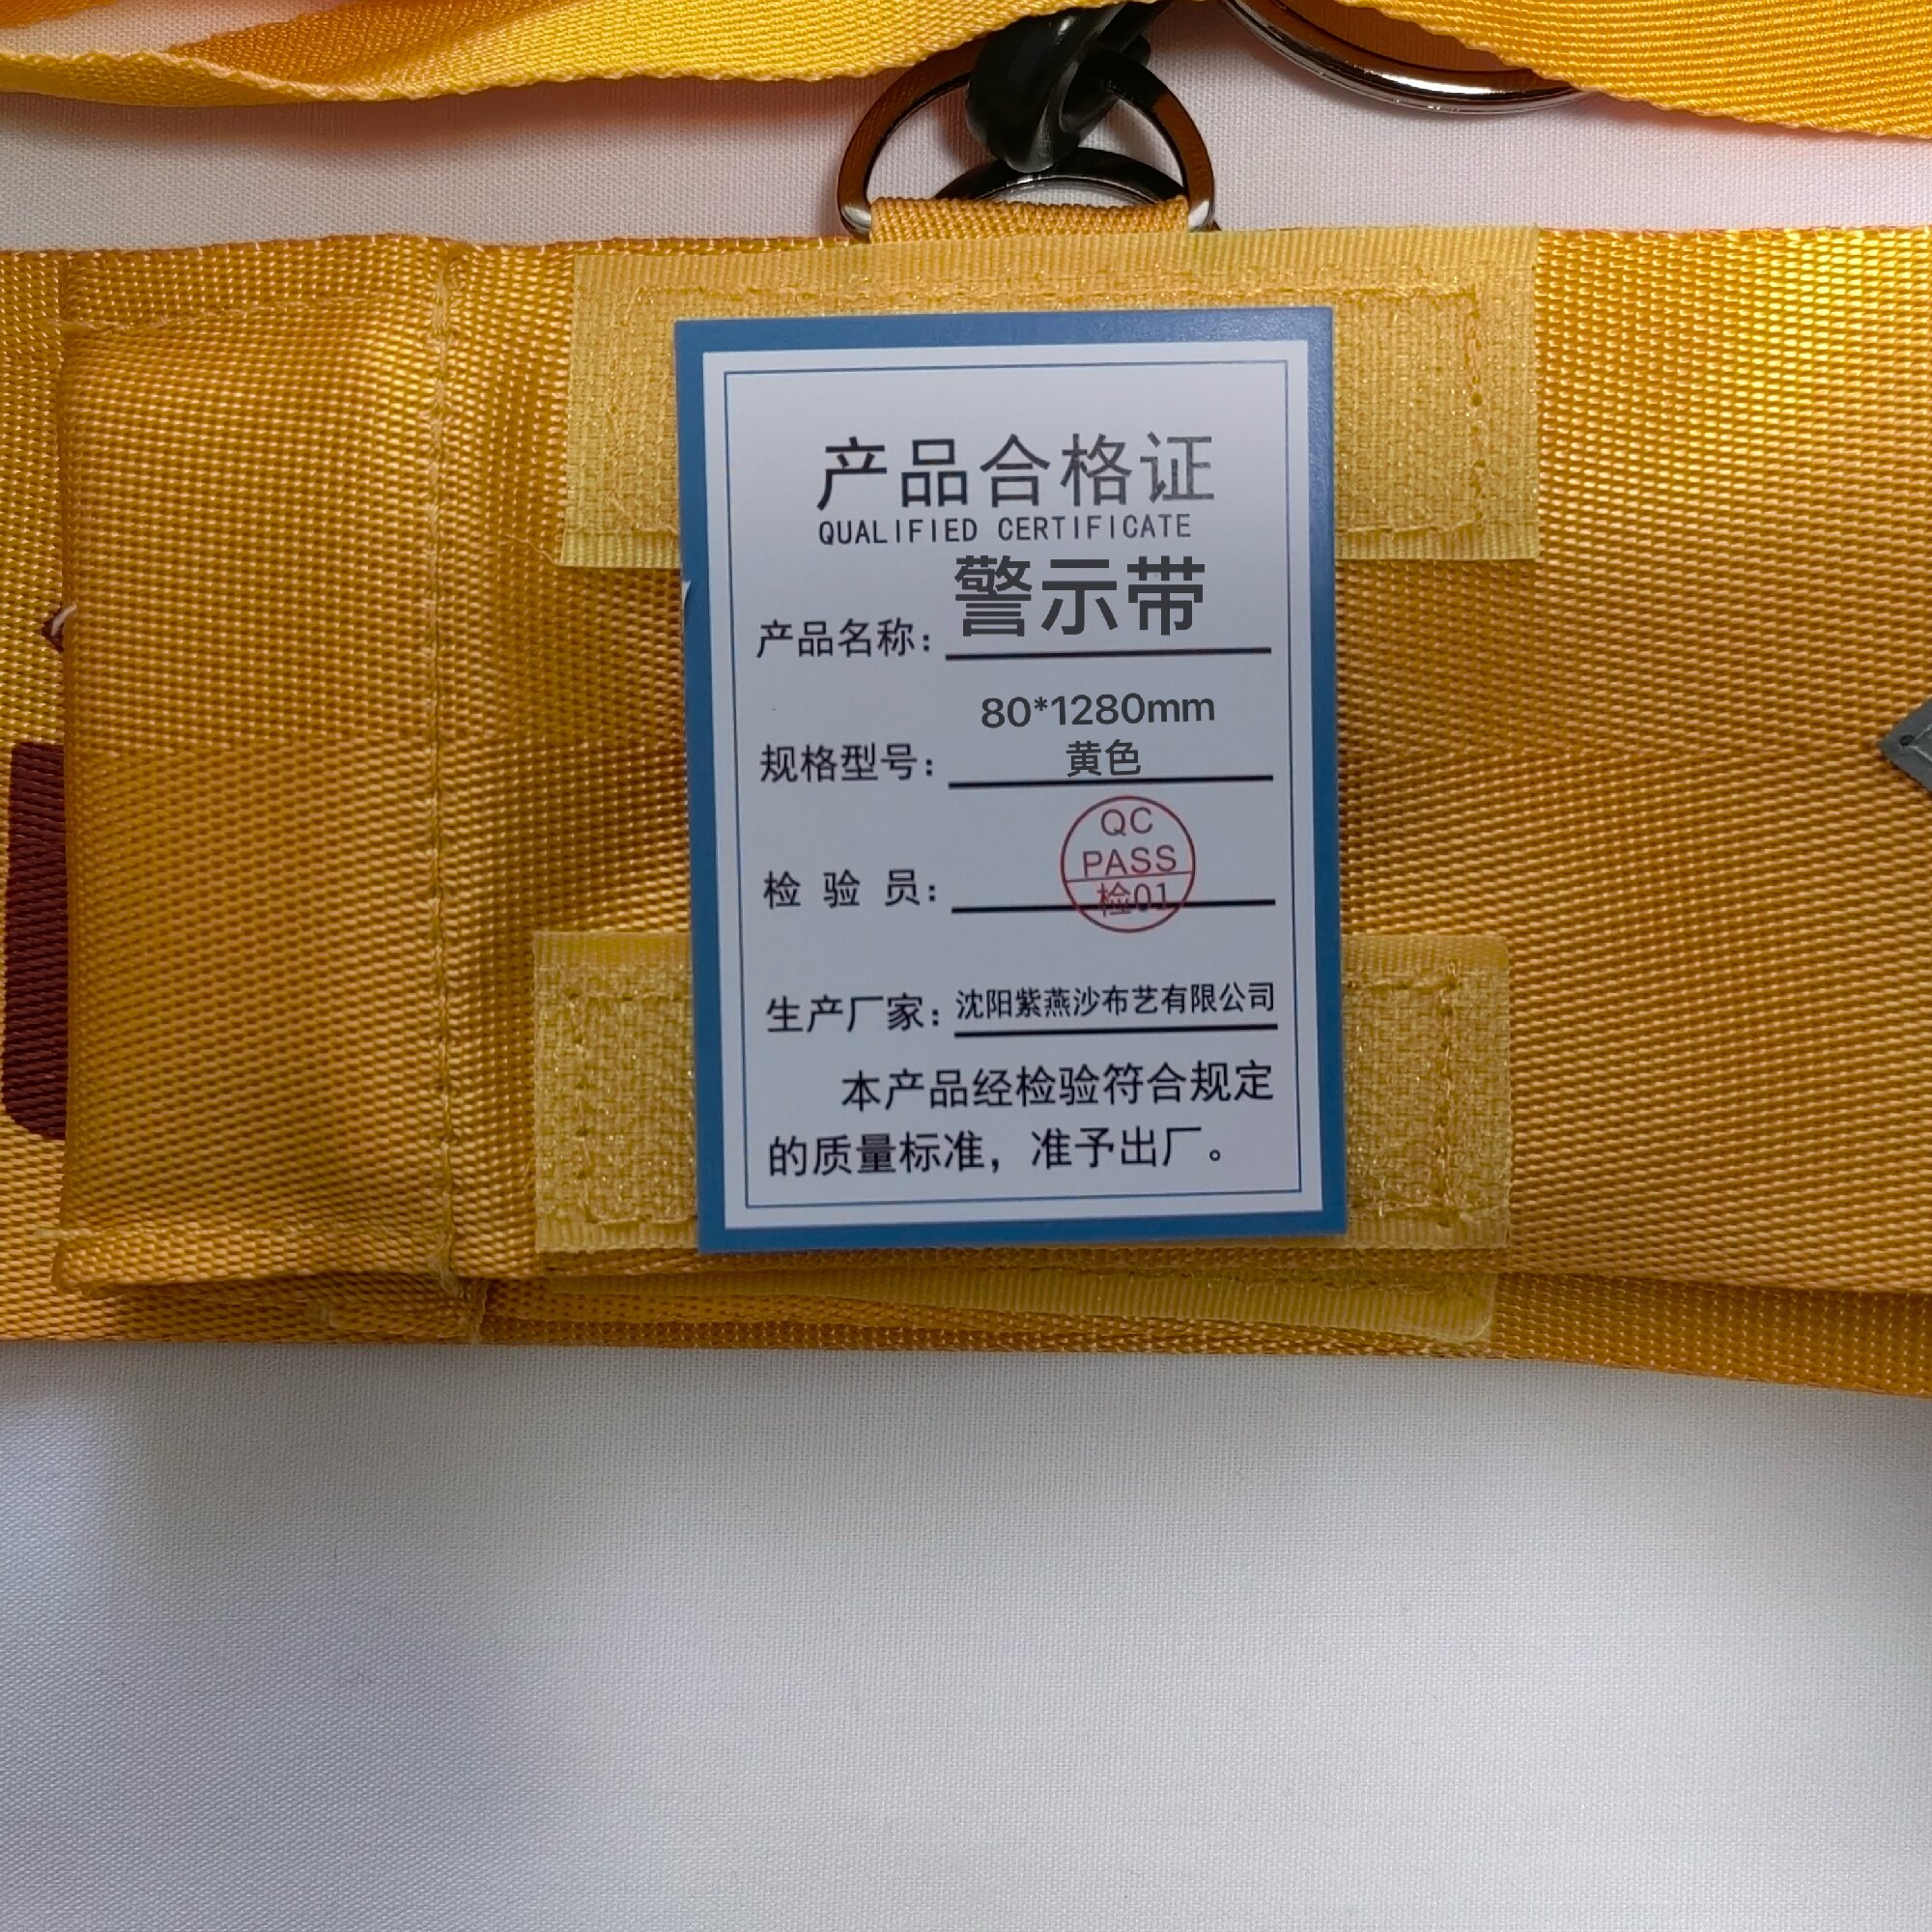 产品合格证
QUALIFIED CERTIFICATE
产品名称：警示带
80*1280mm
规格型号：黄色
QC
PASS
检验员：检01
生产厂家：沈阳紫燕沙布艺有限公司
本产品经检验符合规定
的质量标准，准予出厂。